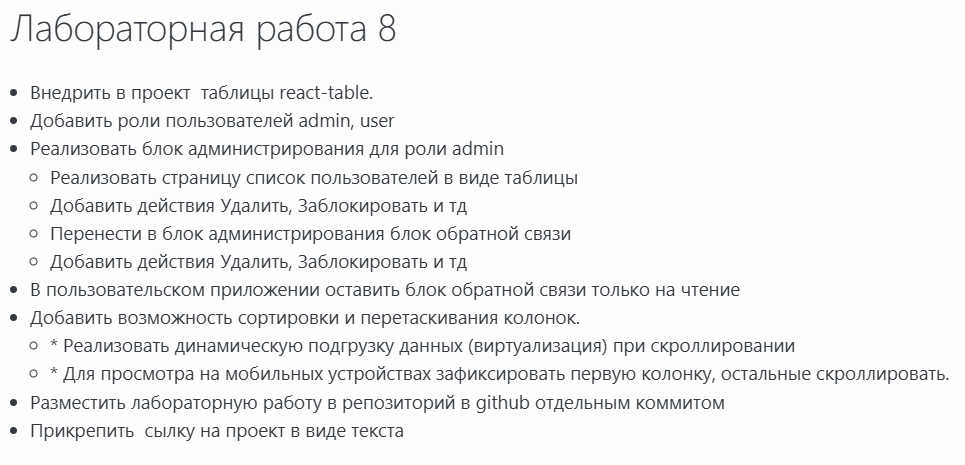 Лабораторная работа 8
• Внедрить в проект  таблицы react-table.
• Добавить роли пользователей admin, user
• Реализовать блок администрирования для роли admin
◦ Реализовать страницу список пользователей в виде таблицы
◦ Добавить действия Удалить, Заблокировать и тд
◦ Перенести в блок администрирования блок обратной связи
◦ Добавить действия Удалить, Заблокировать и тд
• В пользовательском приложении оставить блок обратной связи только на чтение
• Добавить возможность сортировки и перетаскивания колонок.
◦ * Реализовать динамическую подгрузку данных (виртуализация) при скроллировании
◦ * Для просмотра на мобильных устройствах зафиксировать первую колонку, остальные скроллировать.
• Разместить лабораторную работу в репозиторий в github отдельным коммитом
• Прикрепить  сылку на проект в виде текста